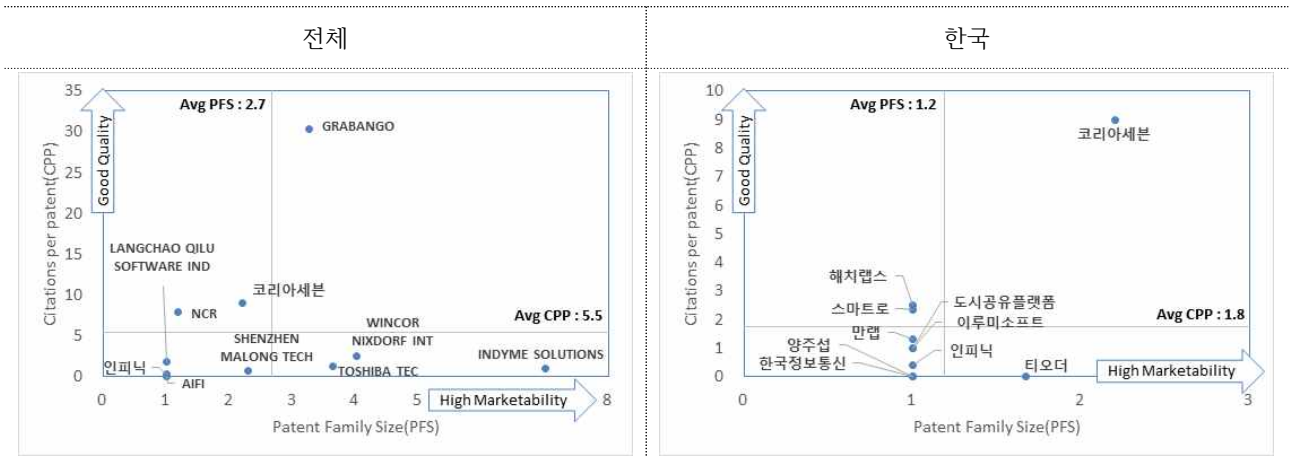 전체
한국
35
30
25
20
15
10
5
0
Citations per patent(CPP)
Good Quality
Avg PFS : 2.7
GRABANGO
LANGCHAO QILU
SOFTWARE IND
NCR
코리아세븐
Avg CPP : 5.5
WINCOR
NIXDORF INT
SHENZHEN
MALONG TECH
INDYME SOLUTIONS
TOSHIBA TEC
인피닉
AIFI
High Marketability
0 1 2 3 4 5 8
Patent Family Size(PFS)
10
9
8
7
6
5
4
3
2
1
0
Citations per patent(CPP)
Good Quality
Avg PFS : 1.2
코리아세븐
해치랩스
스마트로
도시공유플랫폼
이루미소프트
Avg CPP : 1.8
만랩
양주섭
한국정보통신
인피닉
티오더
High Marketability
0 1 2 3
Patent Family Size(PFS)